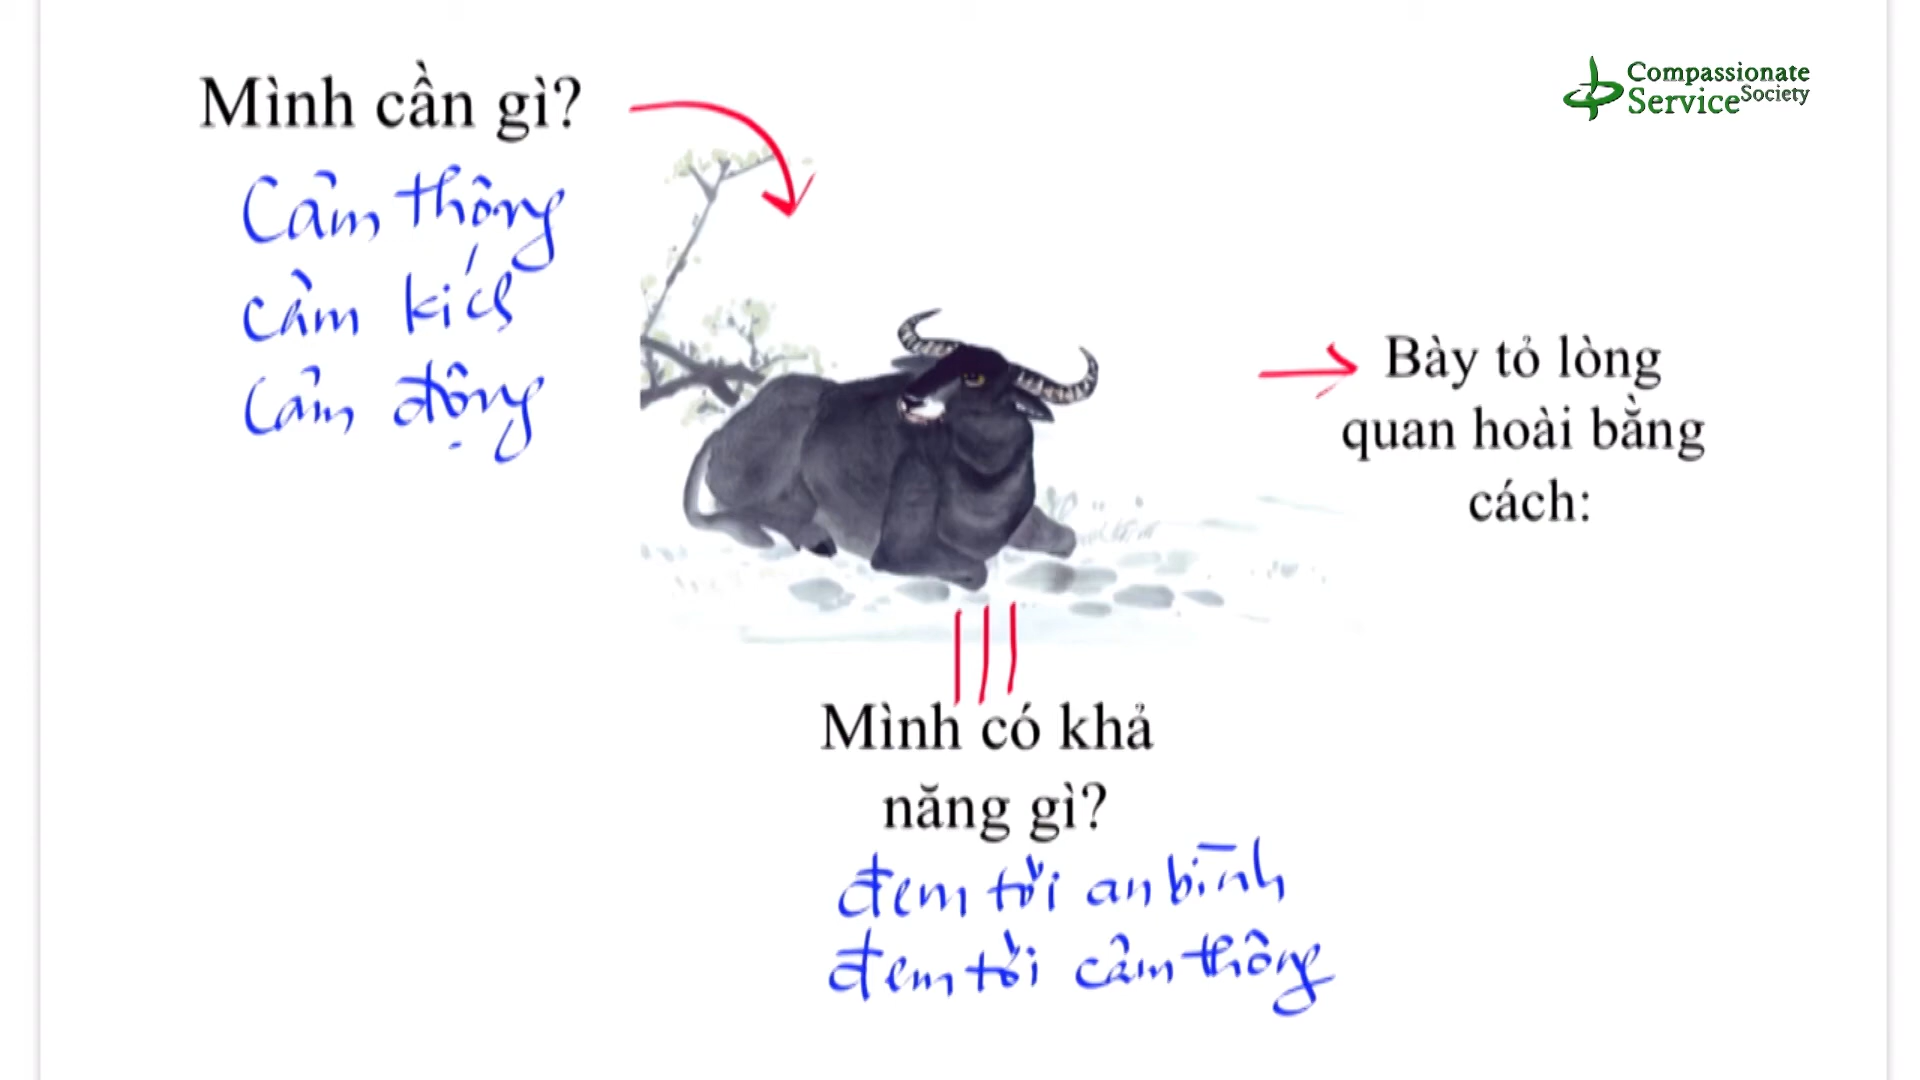 Mình cần gì?
Cảm thông
cảm kích
Cảm động
Compassionate
Service Society
Bày tỏ lòng
quan hoài bằng
cách:
Mình có khả
năng gì?
đem tới an bình
đem tới cảm thông